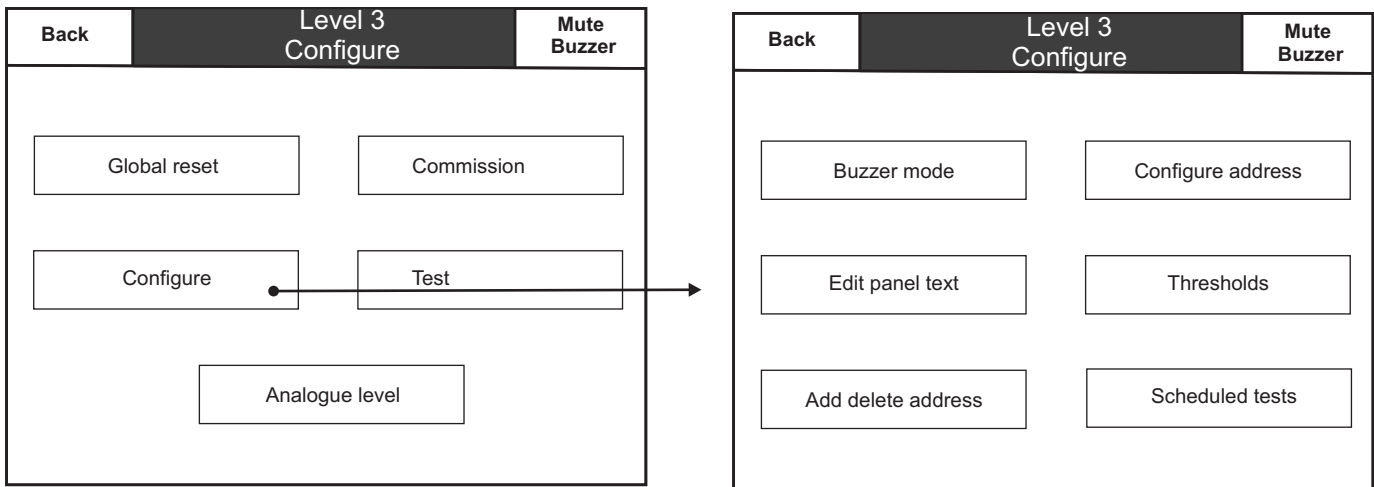 Back
Level 3
Configure
Mute
Buzzer
Global reset
Commission
Configure
Test
Analogue level
Back
Level 3
Configure
Mute
Buzzer
Buzzer mode
Configure address
Edit panel text
Thresholds
Add delete address
Scheduled tests